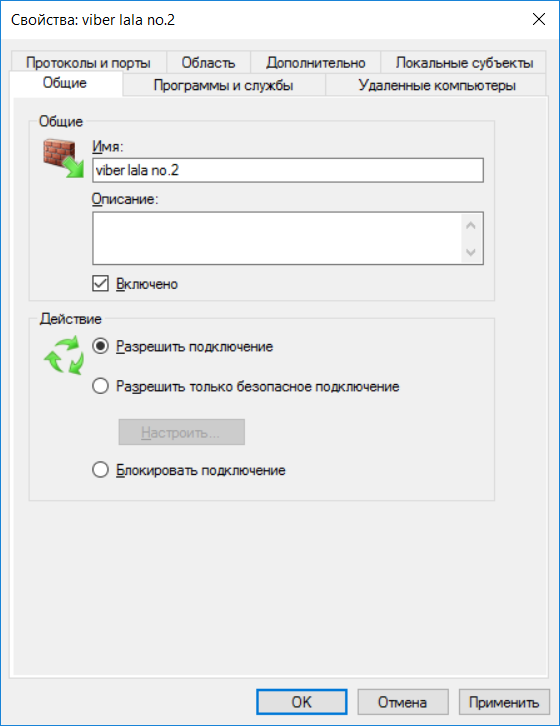 Свойства: viber lala no.2
Протоколы и порты Область Дополнительно Локальные субъекты
Общие Программы и службы Удаленные компьютеры
Общие
Имя:
viber lala no.2
Описание:
Включено
Действие
Разрешить подключение
Разрешить только безопасное подключение
Настроить...
Блокировать подключение
OK Отмена Применить